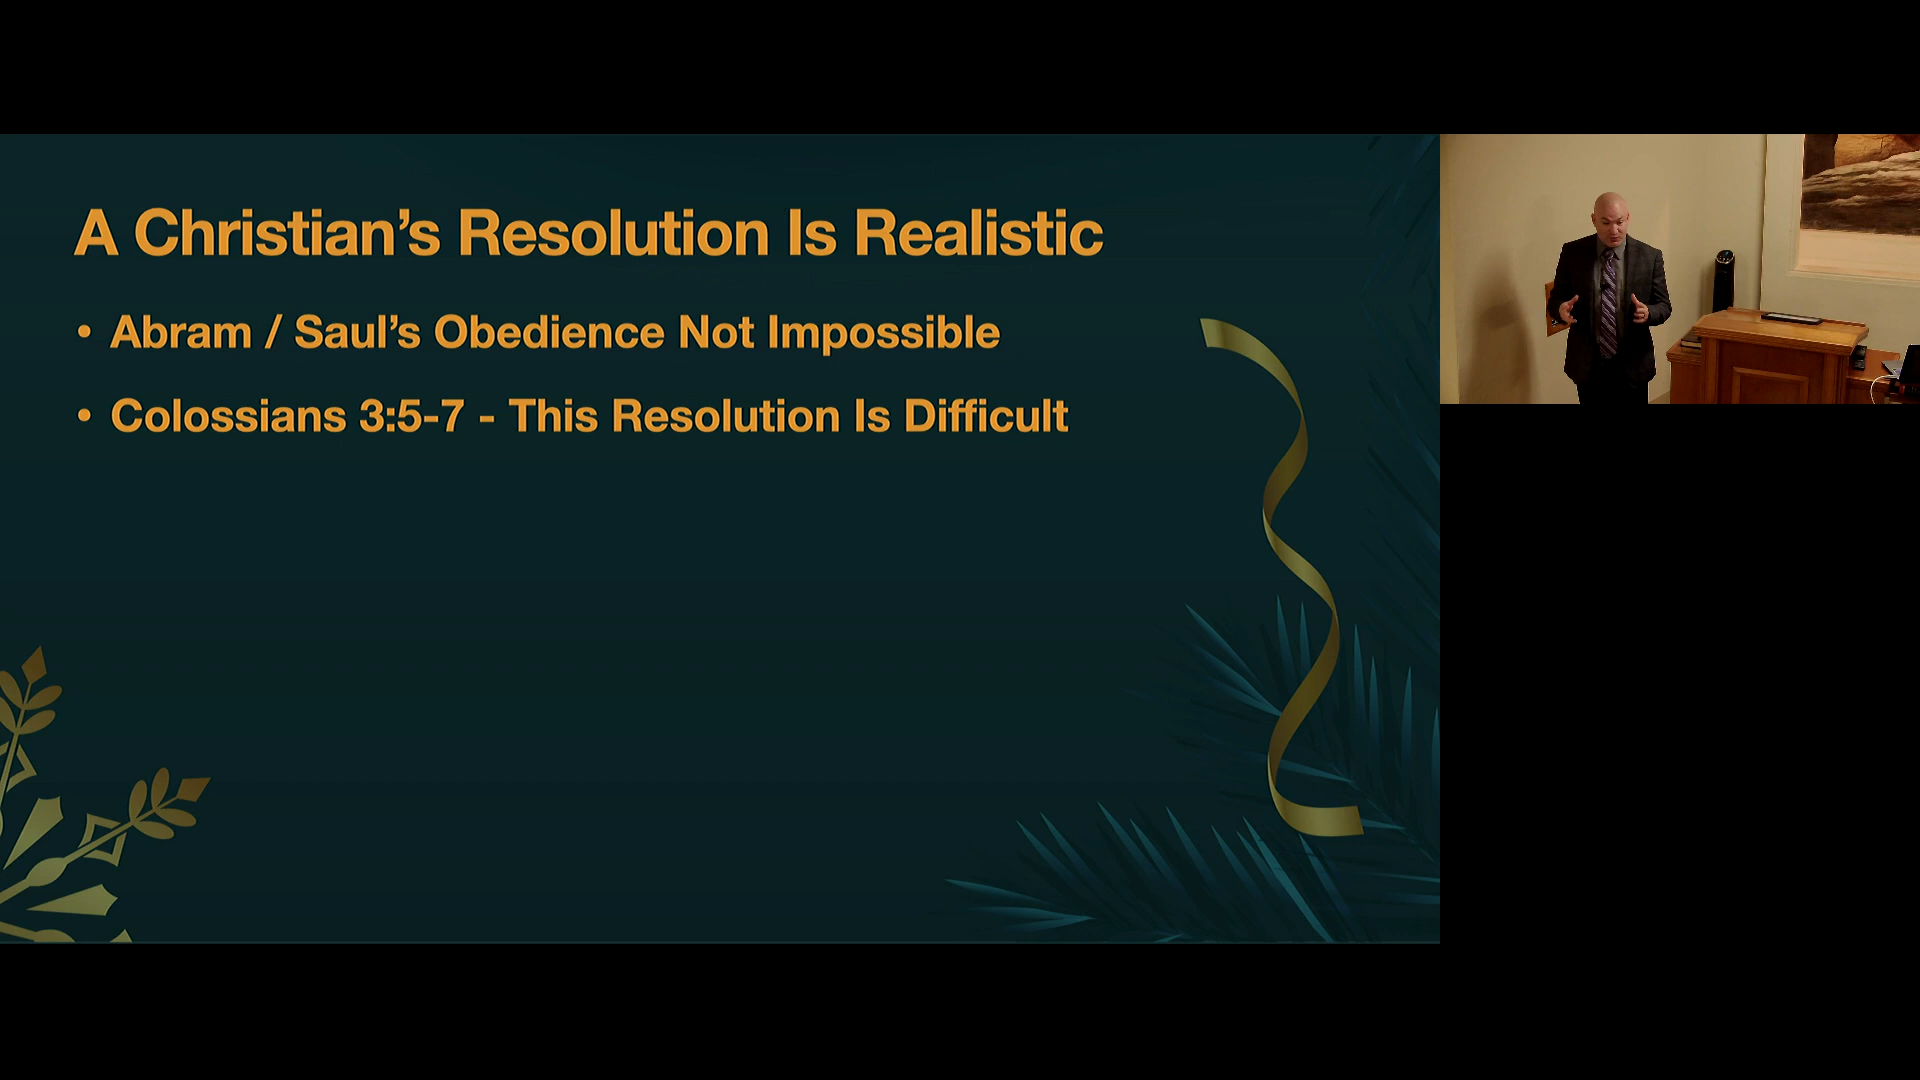 A Christian’s Resolution Is Realistic
• Abram / Saul’s Obedience Not Impossible
• Colossians 3:5-7 - This Resolution Is Difficult